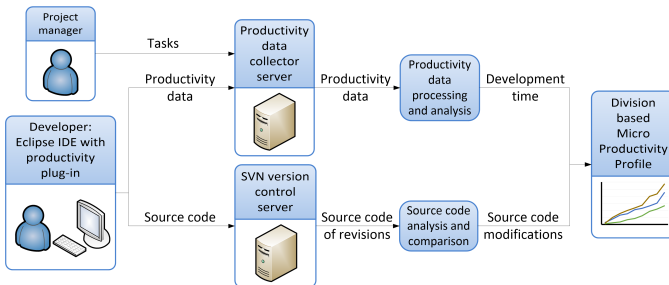 Project
manager
Tasks
Productivity
data
collector
server
Productivity
data
Productivity
data
Productivity
data
processing
and analysis
Development
time
Developer:
Eclipse IDE with
productivity
plug-in
Source code
SVN version
control
server
Source code
of revisions
Source code
analysis and
comparison
Source code
modifications
Division
based
Micro
Productivity
Profile